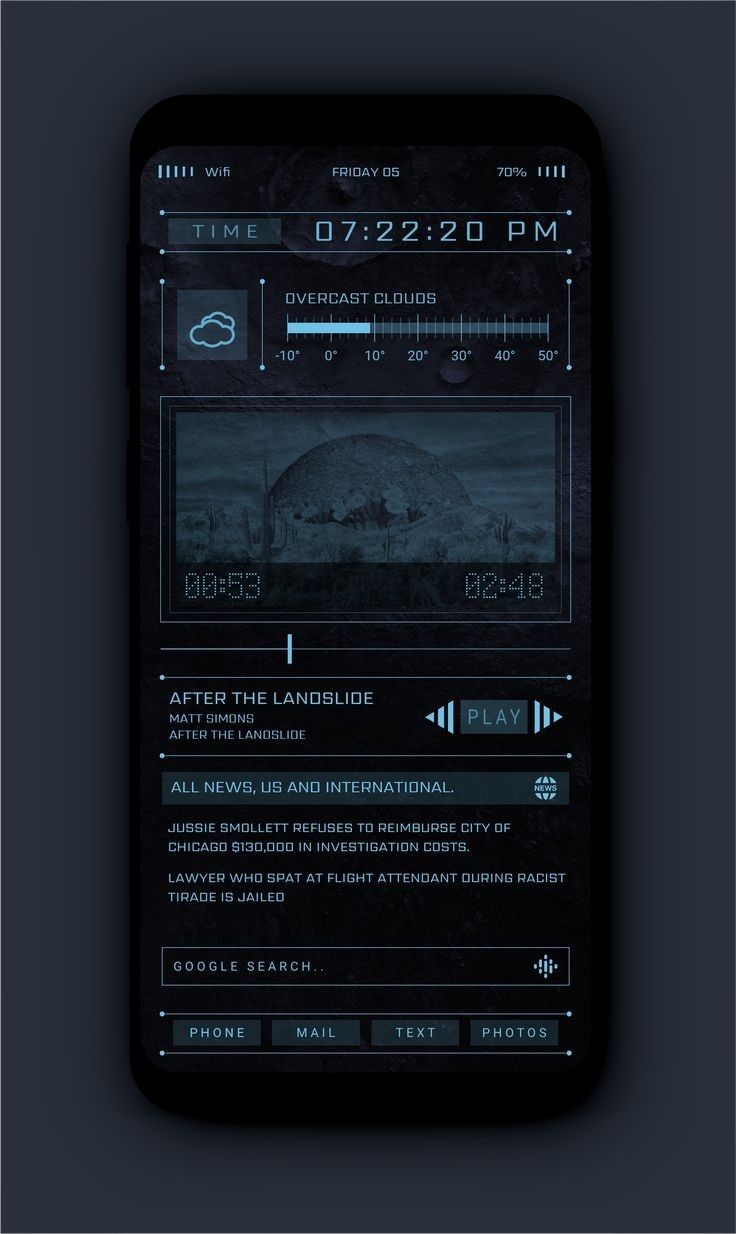 Wifi FRIDAY 05 70%
TIME 07:22:20 PM
OVERCAST CLOUDS
-10° 0° 10° 20° 30° 40° 50°
00:53 02:48
AFTER THE LANDSLIDE
MATT SIMONS
AFTER THE LANDSLIDE
PLAY
ALL NEWS, US AND INTERNATIONAL.
NEWS
JUSSIE SMOLLETT REFUSES TO REIMBURSE CITY OF
CHICAGO $130,000 IN INVESTIGATION COSTS.
LAWYER WHO SPAT AT FLIGHT ATTENDANT DURING RACIST
TIRADE IS JAILED
GOOGLE SEARCH..
PHONE MAIL TEXT PHOTOS